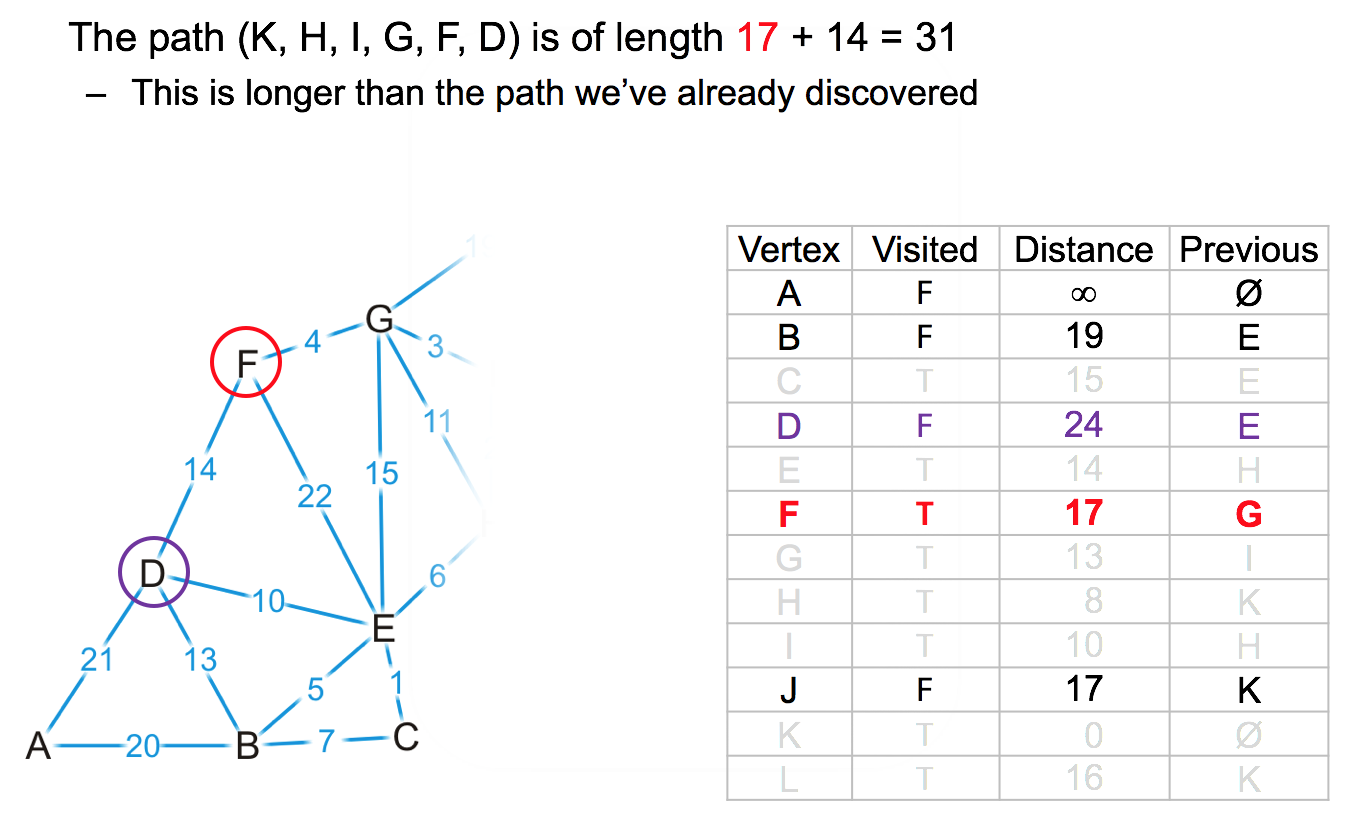 The path (K, H, I, G, F, D) is of length 17 + 14 = 31
– This is longer than the path we’ve already discovered
1
G
4
3
F
11
14
15
22
D
10
6
E
21
13
5
1
A
20
B
7
C
Vertex Visited Distance Previous
A F ∞ Ø
B F 19 E
C T 15 E
D F 24 E
E T 14 H
F T 17 G
G T 13 I
H T 8 K
I T 10 H
J F 17 K
K T 0 Ø
L T 16 K